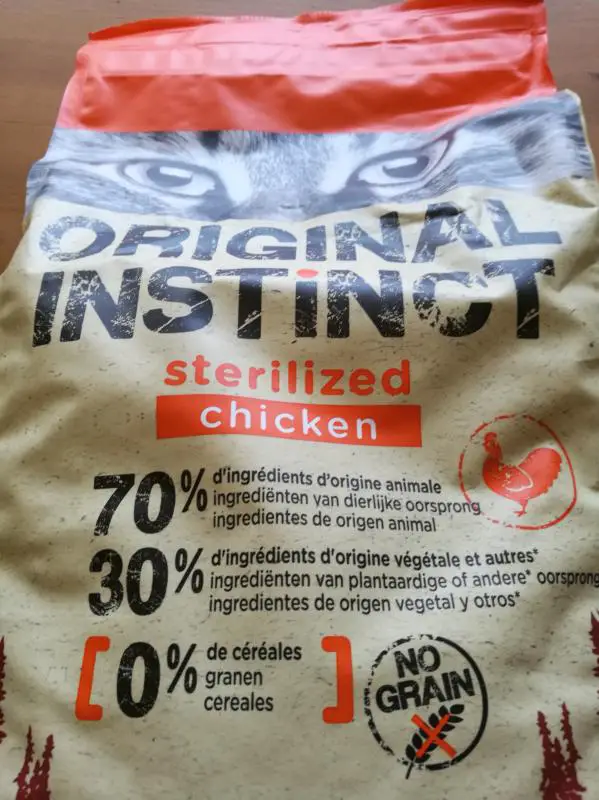 ORIGINAL
INSTINCT
sterilized
chicken
70% d'ingrédients d'origine animale
ingrediënten van dierlijke oorsprong
ingredientes de origen animal
30% d'ingrédients d'origine végétale et autres*
ingrediënten van plantaardige of andere* oorsprong
ingredientes de origen vegetal y otros*
[0% de céréales
granen
cereales]
NO
GRAIN